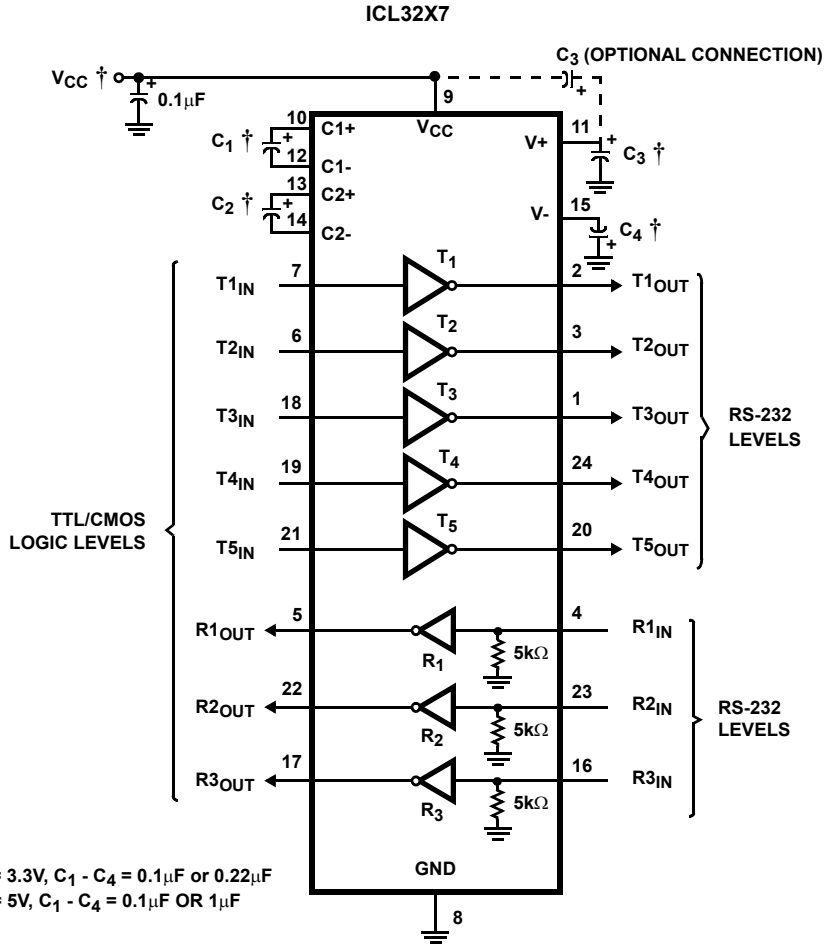 ICL32X7
C3 (OPTIONAL CONNECTION)
VCC †
+
0.1µF
+
9
VCC
10
C1+
C1 †
+
12
C1-
13
C2+
C2 †
+
14
C2-
11
V+
+
C3 †
15
V-
C4 †
+
T1IN
7
T1
2
T1OUT
T2IN
6
T2
3
T2OUT
T3IN
18
T3
1
T3OUT
T4IN
19
T4
24
T4OUT
T5IN
21
T5
20
T5OUT
TTL/CMOS
LOGIC LEVELS
RS-232
LEVELS
R1OUT
5
R1
5kΩ
4
R1IN
R2OUT
22
R2
5kΩ
23
R2IN
R3OUT
17
R3
5kΩ
16
R3IN
RS-232
LEVELS
GND
8
= 3.3V, C1 - C4 = 0.1µF or 0.22µF
= 5V, C1 - C4 = 0.1µF OR 1µF